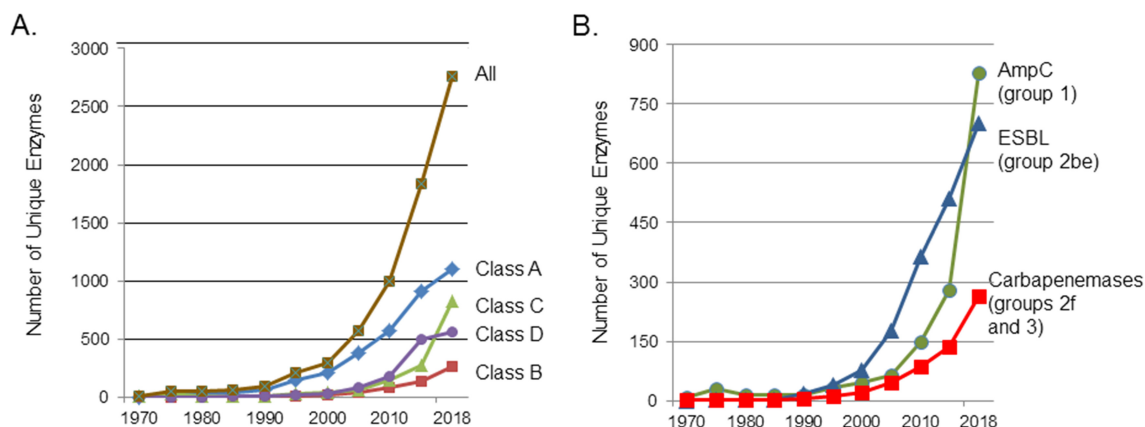 A.
Number of Unique Enzymes
3000
2500
2000
1500
1000
500
0
1970
1980
1990
2000
2010
2018
All
Class A
Class C
Class D
Class B
B.
Number of Unique Enzymes
900
750
600
450
300
150
0
1970
1980
1990
2000
2010
2018
AmpC
(group 1)
ESBL
(group 2be)
Carbapenemases
(groups 2f
and 3)